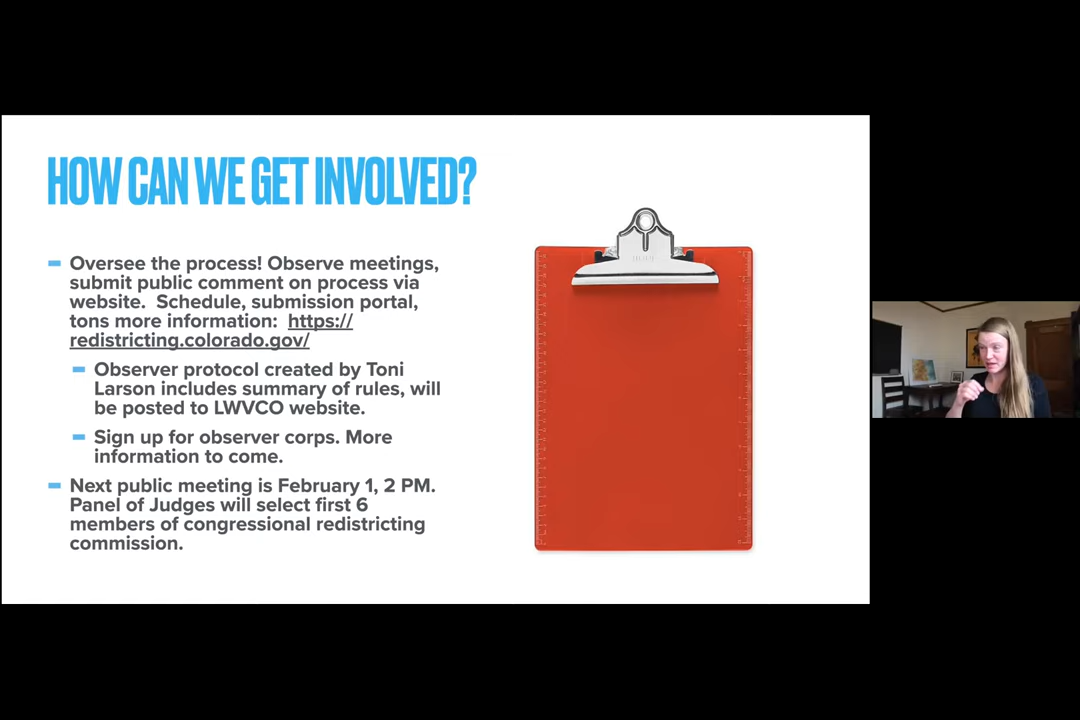 HOW CAN WE GET INVOLVED?
Oversee the process! Observe meetings,
submit public comment on process via
website.  Schedule, submission portal,
tons more information:  https://
redistricting.colorado.gov/
Observer protocol created by Toni
Larson includes summary of rules, will
be posted to LWVCO website.
Sign up for observer corps. More
information to come.
Next public meeting is February 1, 2 PM.
Panel of Judges will select first 6
members of congressional redistricting
commission.